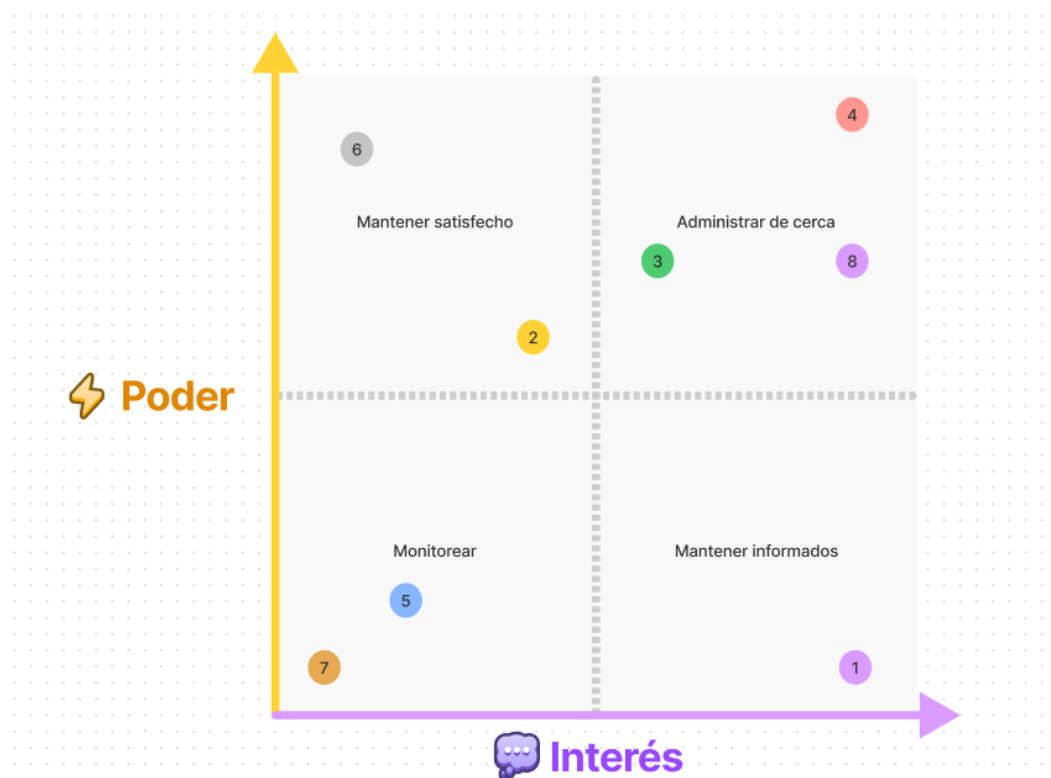 4
6
Mantener satisfecho
Administrar de cerca
3
8
2
⚡ Poder
Monitorear
Mantener informados
5
7
1
💬 Interés